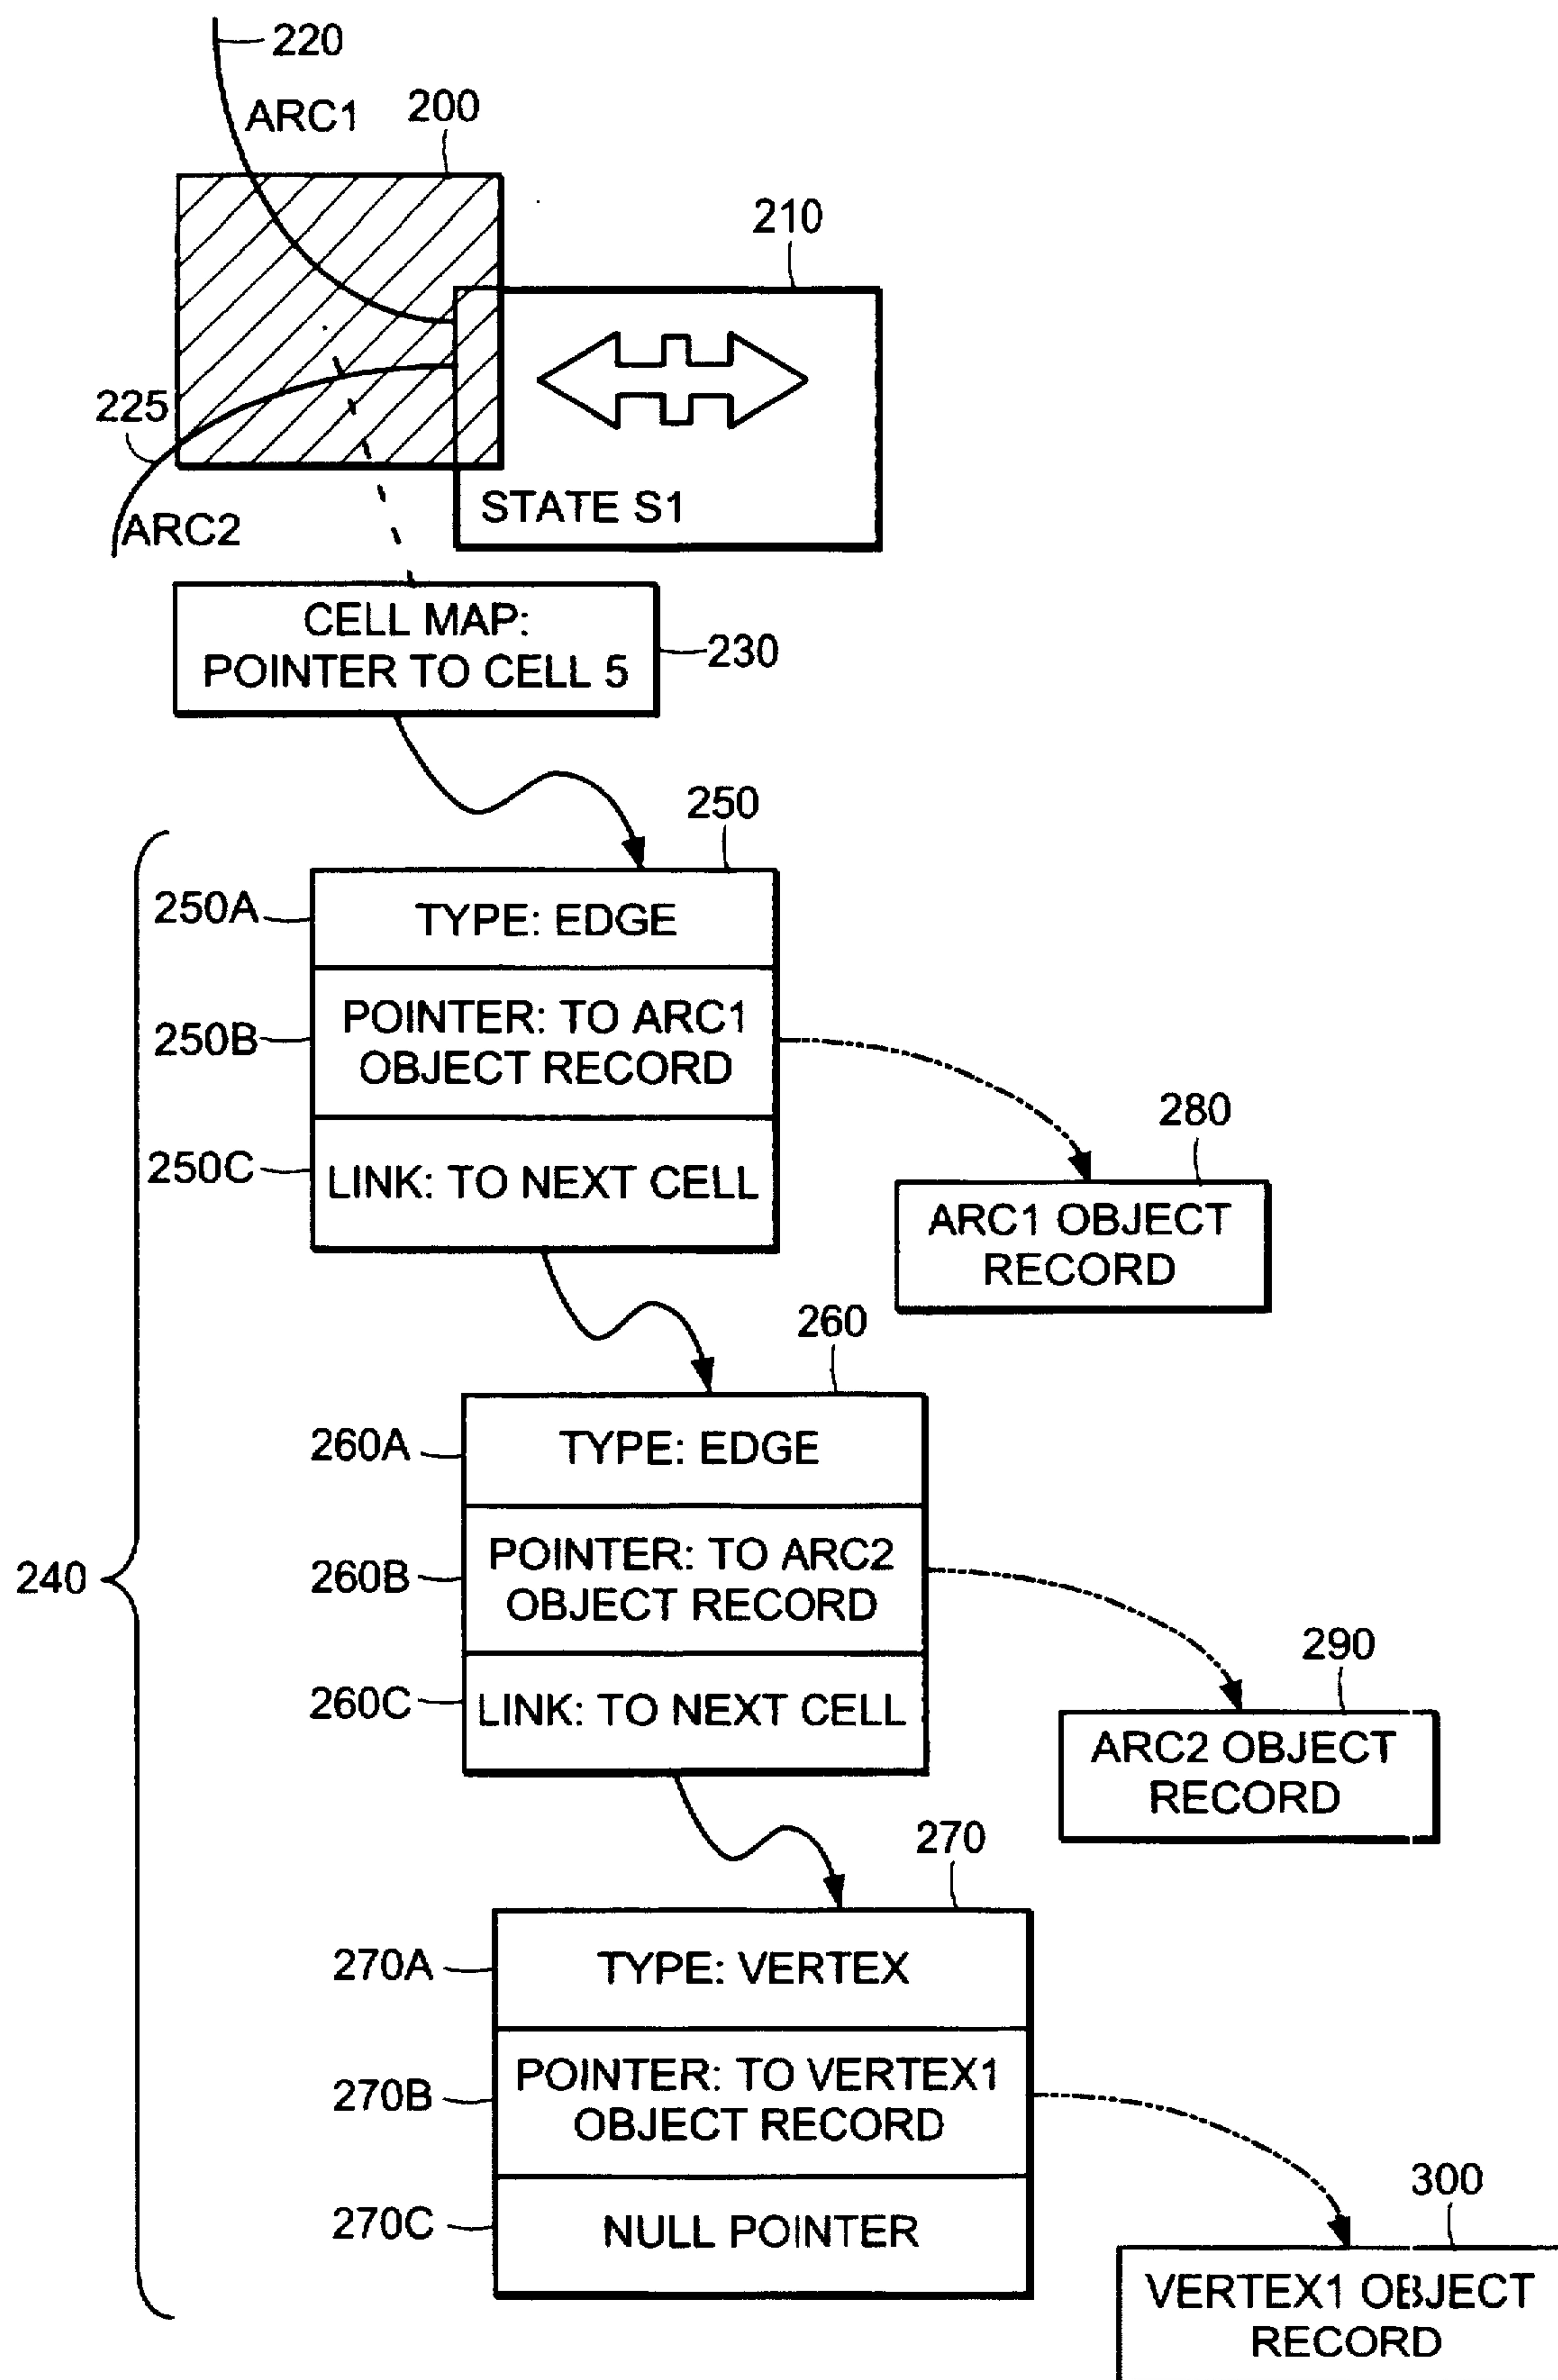 220
ARC1
200
210
225
ARC2
STATE S1
CELL MAP:
POINTER TO CELL 5
230
250
250A
TYPE: EDGE
250B
POINTER: TO ARC1
OBJECT RECORD
250C
LINK: TO NEXT CELL
280
ARC1 OBJECT
RECORD
260
260A
TYPE: EDGE
240
260B
POINTER: TO ARC2
OBJECT RECORD
260C
LINK: TO NEXT CELL
290
ARC2 OBJECT
RECORD
270
270A
TYPE: VERTEX
270B
POINTER: TO VERTEX1
OBJECT RECORD
270C
NULL POINTER
300
VERTEX1 OBJECT
RECORD